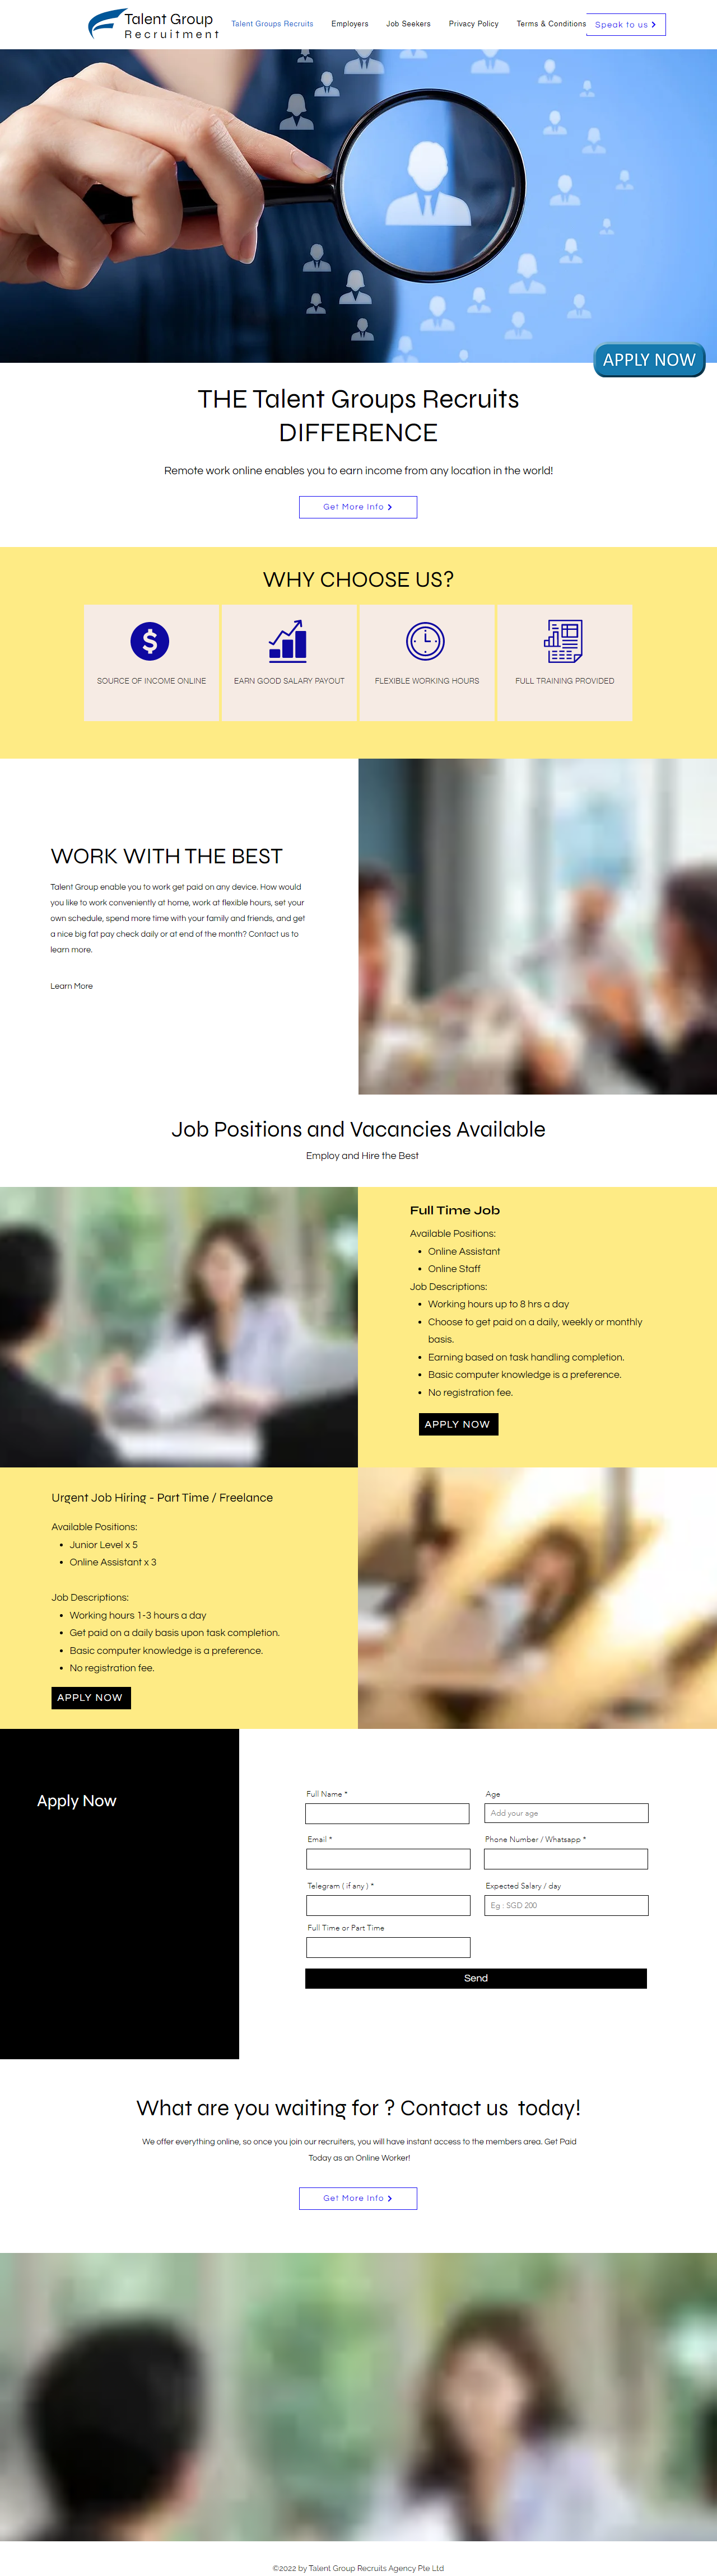 Talent Group
Recruitment
Talent Groups Recruits
Employers
Job Seekers
Privacy Policy
Terms & Conditions
Speak to us
APPLY NOW
THE Talent Groups Recruits
DIFFERENCE
Remote work online enables you to earn income from any location in the world!
Get More Info
WHY CHOOSE US?
SOURCE OF INCOME ONLINE
EARN GOOD SALARY PAYOUT
FLEXIBLE WORKING HOURS
FULL TRAINING PROVIDED
WORK WITH THE BEST
Talent Group enable you to work get paid on any device. How would
you like to work conveniently at home, work at flexible hours, set your
own schedule, spend more time with your family and friends, and get
a nice big fat pay check daily or at end of the month? Contact us to
learn more.
Learn More
Job Positions and Vacancies Available
Employ and Hire the Best
Full Time Job
Available Positions:
• Online Assistant
• Online Staff
Job Descriptions:
• Working hours up to 8 hrs a day
• Choose to get paid on a daily, weekly or monthly
basis.
• Earning based on task handling completion.
• Basic computer knowledge is a preference.
• No registration fee.
APPLY NOW
Urgent Job Hiring - Part Time / Freelance
Available Positions:
• Junior Level x 5
• Online Assistant x 3
Job Descriptions:
• Working hours 1-3 hours a day
• Get paid on a daily basis upon task completion.
• Basic computer knowledge is a preference.
• No registration fee.
APPLY NOW
Apply Now
Full Name *
Age
Add your age
Email *
Phone Number / Whatsapp *
Telegram ( if any ) *
Expected Salary / day
Eg : SGD 200
Full Time or Part Time
Send
What are you waiting for ? Contact us today!
We offer everything online, so once you join our recruiters, you will have instant access to the members area. Get Paid
Today as an Online Worker!
Get More Info
©2022 by Talent Group Recruits Agency Pte Ltd